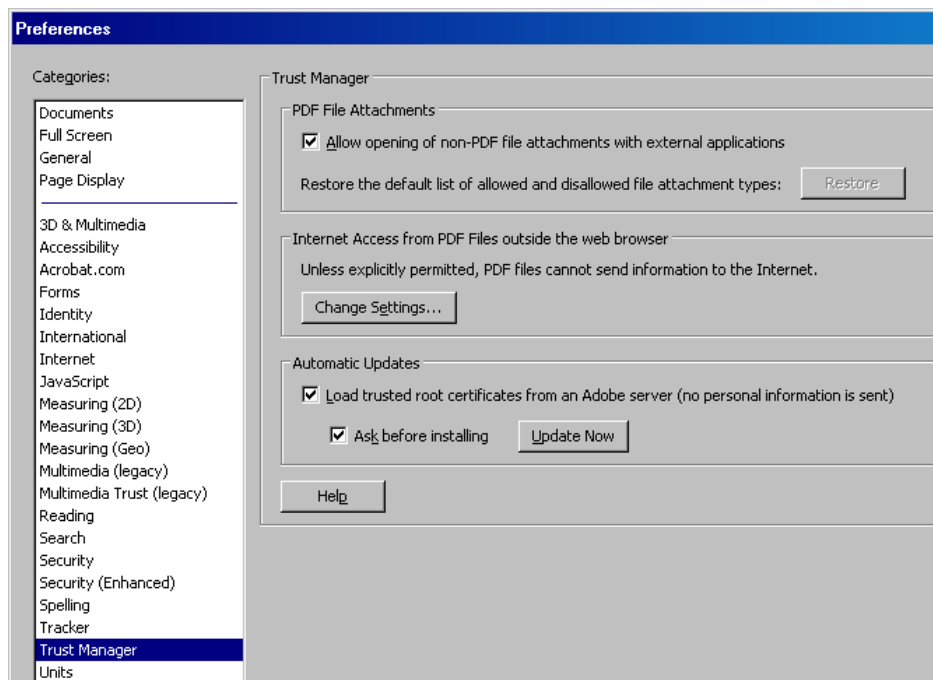 Preferences
Categories:
Documents
Full Screen
General
Page Display
3D & Multimedia
Accessibility
Acrobat.com
Forms
Identity
International
Internet
JavaScript
Measuring (2D)
Measuring (3D)
Measuring (Geo)
Multimedia (legacy)
Multimedia Trust (legacy)
Reading
Search
Security
Security (Enhanced)
Spelling
Tracker
Trust Manager
Units
Trust Manager
PDF File Attachments
Allow opening of non-PDF file attachments with external applications
Restore the default list of allowed and disallowed file attachment types: Restore
Internet Access from PDF Files outside the web browser
Unless explicitly permitted, PDF files cannot send information to the Internet.
Change Settings...
Automatic Updates
Load trusted root certificates from an Adobe server (no personal information is sent)
Ask before installing Update Now
Help